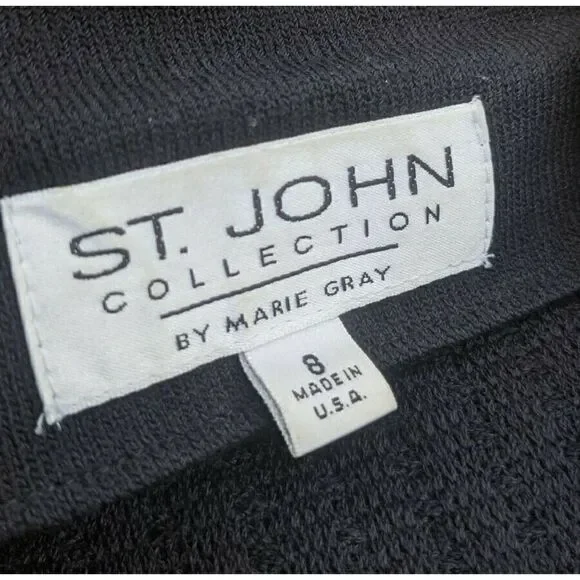 ST. JOHN
COLLECTION
BY MARIE GRAY
8
MADE IN
U.S.A.